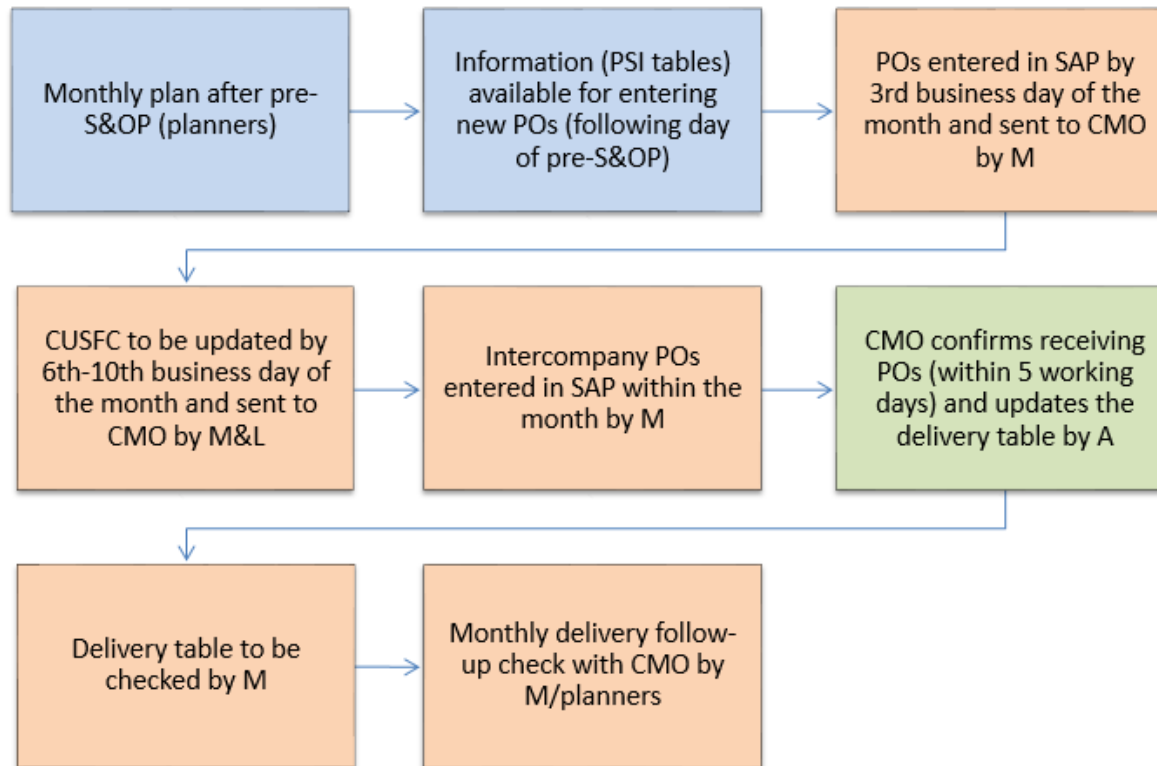 Monthly plan after pre-
S&OP (planners)
Information (PSI tables)
available for entering
new POs (following day
of pre-S&OP)
POs entered in SAP by
3rd business day of the
month and sent to CMO
by M
CUSFC to be updated by
6th-10th business day of
the month and sent to
CMO by M&L
Intercompany POs
entered in SAP within the
month by M
CMO confirms receiving
POs (within 5 working
days) and updates the
delivery table by A
Delivery table to be
checked by M
Monthly delivery follow-
up check with CMO by
M/planners